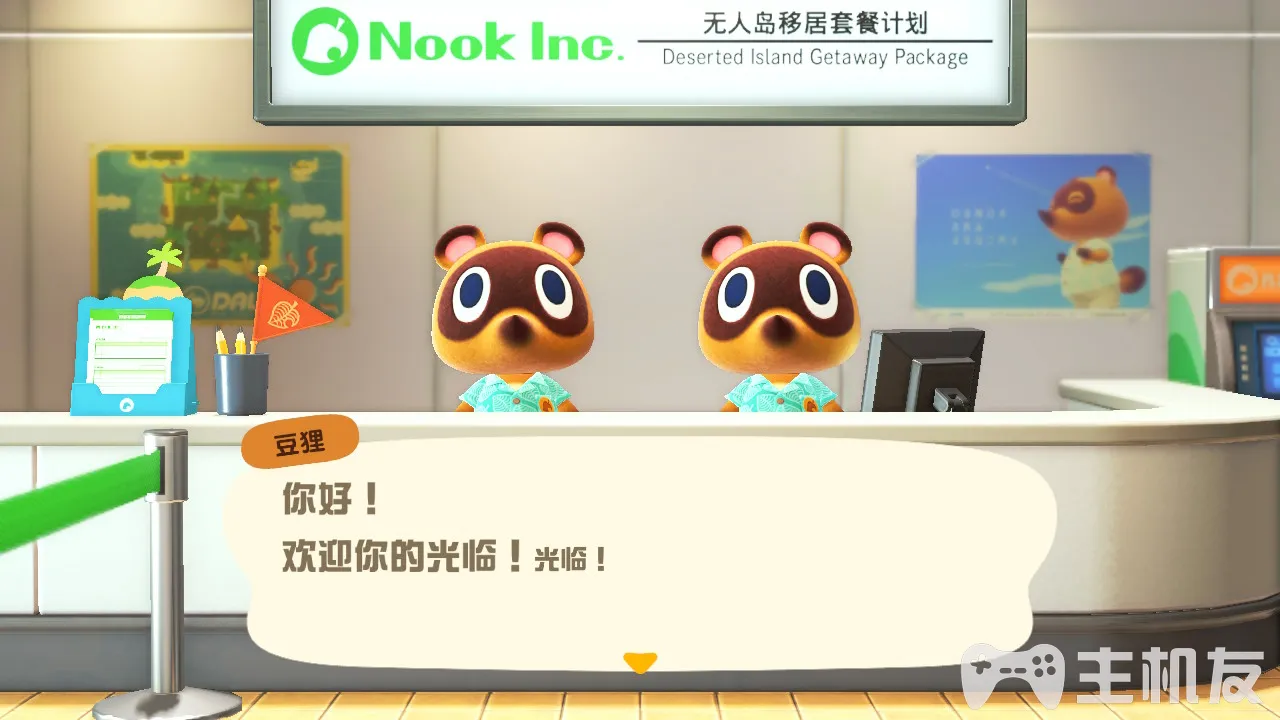 Nook Inc.
无人岛移居套餐计划
Deserted Island Getaway Package
DAL
豆狸
你好！
欢迎你的光临！光临！
主机友